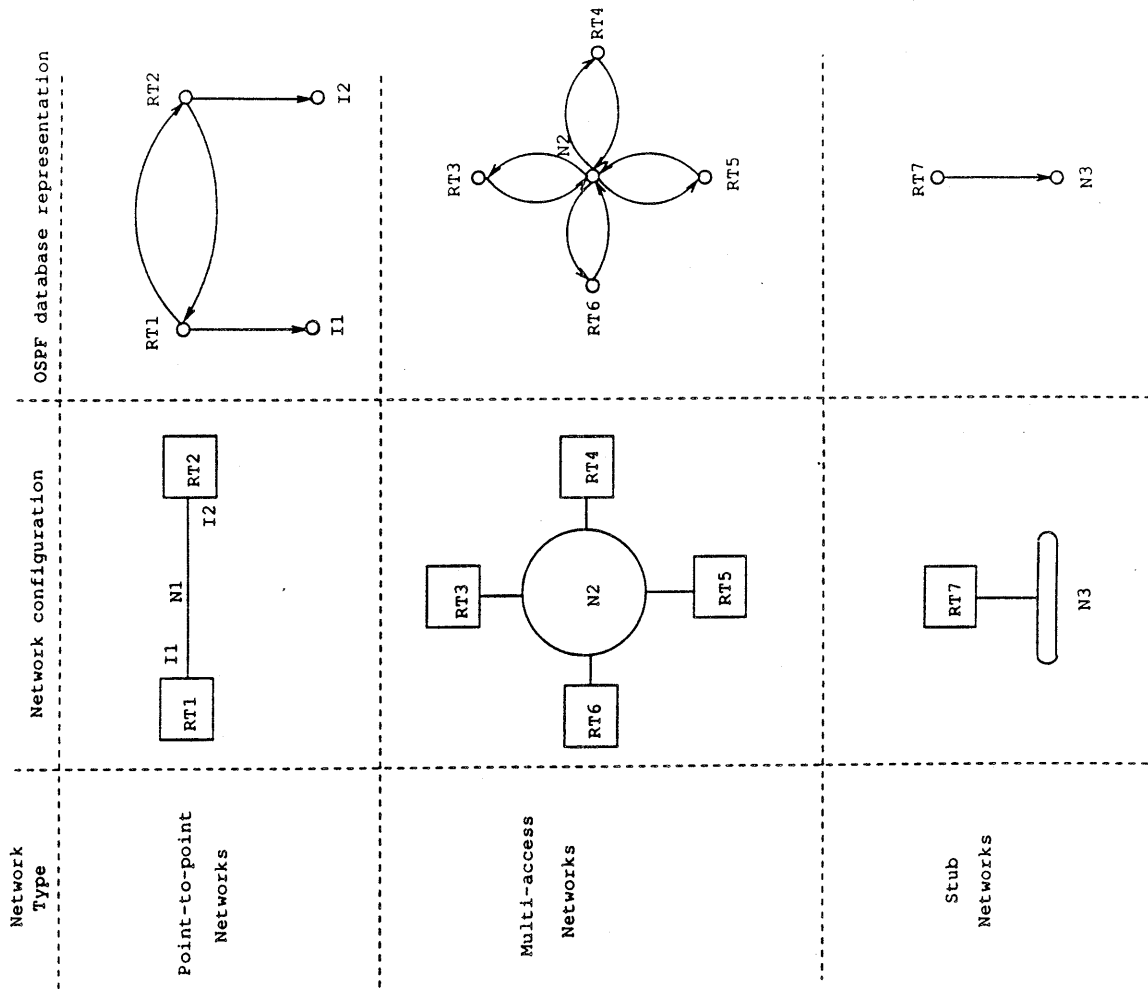 Network
Type
Network configuration
OSPF database representation
Point-to-point
Networks
RT1
I1
N1
I2
RT2
RT1
RT2
I1
I2
Multi-access
Networks
RT3
RT6
N2
RT4
RT5
RT3
N2
RT6
RT4
RT5
Stub
Networks
RT7
N3
RT7
N3